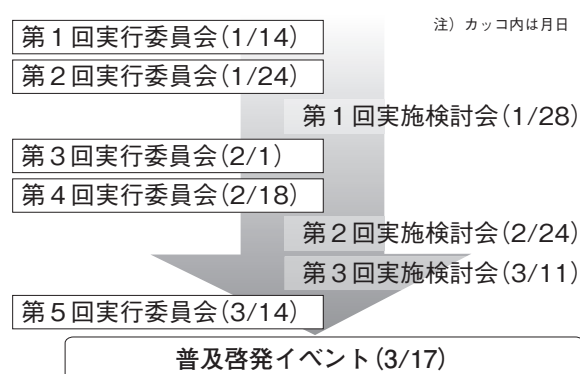 注）カッコ内は月日
第１回実行委員会（1/14）
第２回実行委員会（1/24）
第１回実施検討会（1/28）
第３回実行委員会（2/1）
第４回実行委員会（2/18）
第２回実施検討会（2/24）
第３回実施検討会（3/11）
第５回実行委員会（3/14）
普及啓発イベント（3/17）